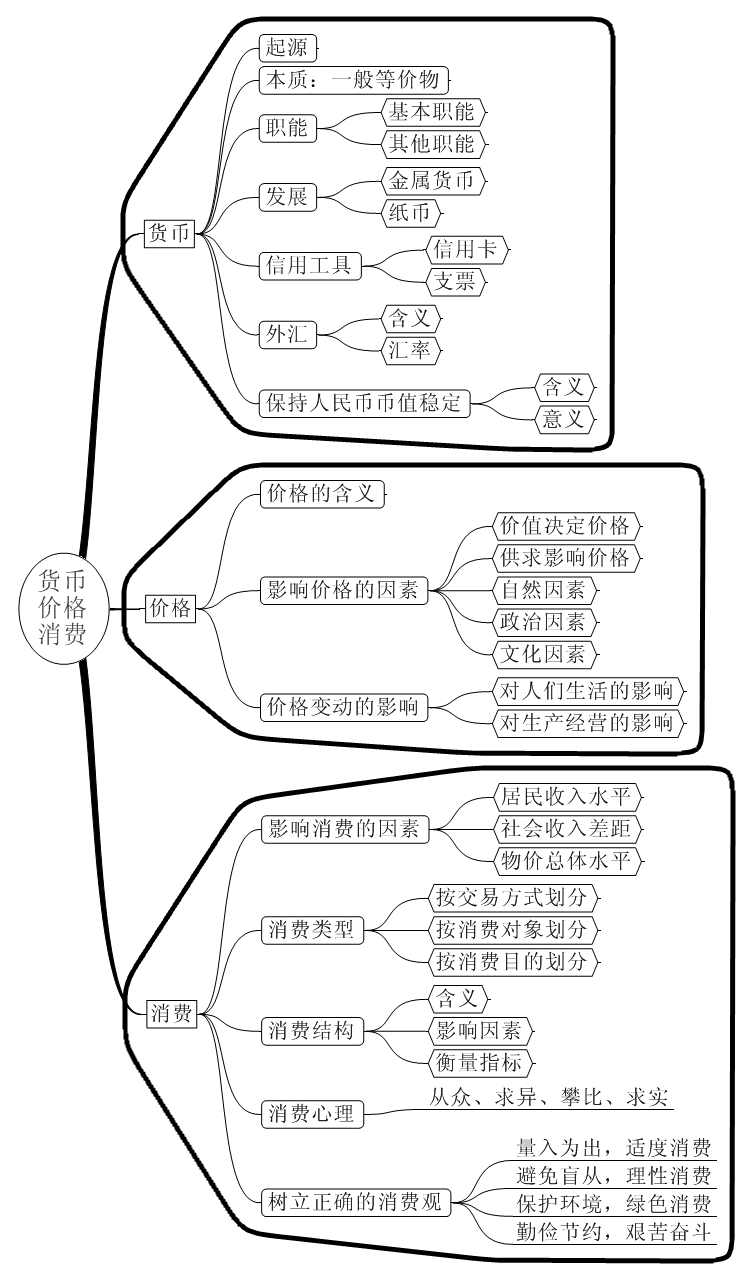 货币
价格
消费
货币
起源
本质：一般等价物
职能
基本职能
其他职能
发展
金属货币
纸币
信用工具
信用卡
支票
外汇
含义
汇率
保持人民币币值稳定
含义
意义
价格
价格的含义
影响价格的因素
价值决定价格
供求影响价格
自然因素
政治因素
文化因素
价格变动的影响
对人们生活的影响
对生产经营的影响
消费
影响消费的因素
居民收入水平
社会收入差距
物价总体水平
消费类型
按交易方式划分
按消费对象划分
按消费目的划分
消费结构
含义
影响因素
衡量指标
消费心理
从众、求异、攀比、求实
树立正确的消费观
量入为出，适度消费
避免盲从，理性消费
保护环境，绿色消费
勤俭节约，艰苦奋斗